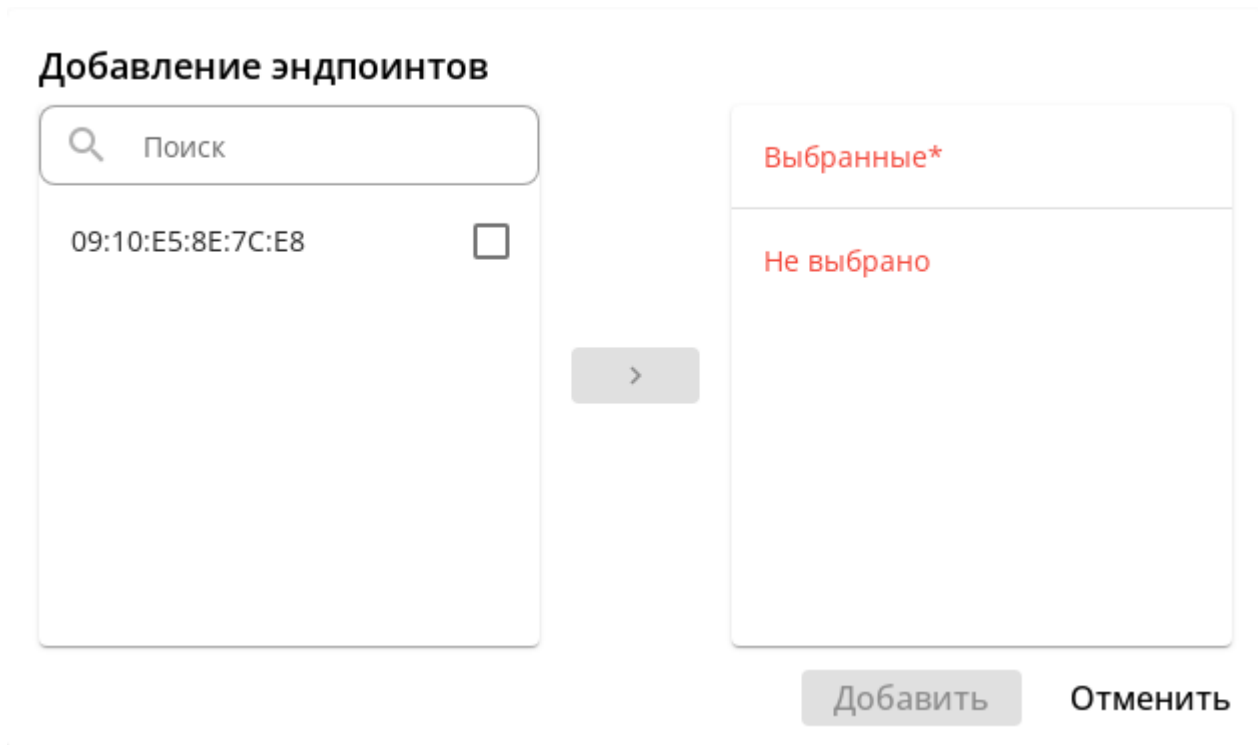 Добавление эндпоинтов
Поиск
09:10:E5:8E:7C:E8
Выбранные*
Не выбрано
Добавить
Отменить